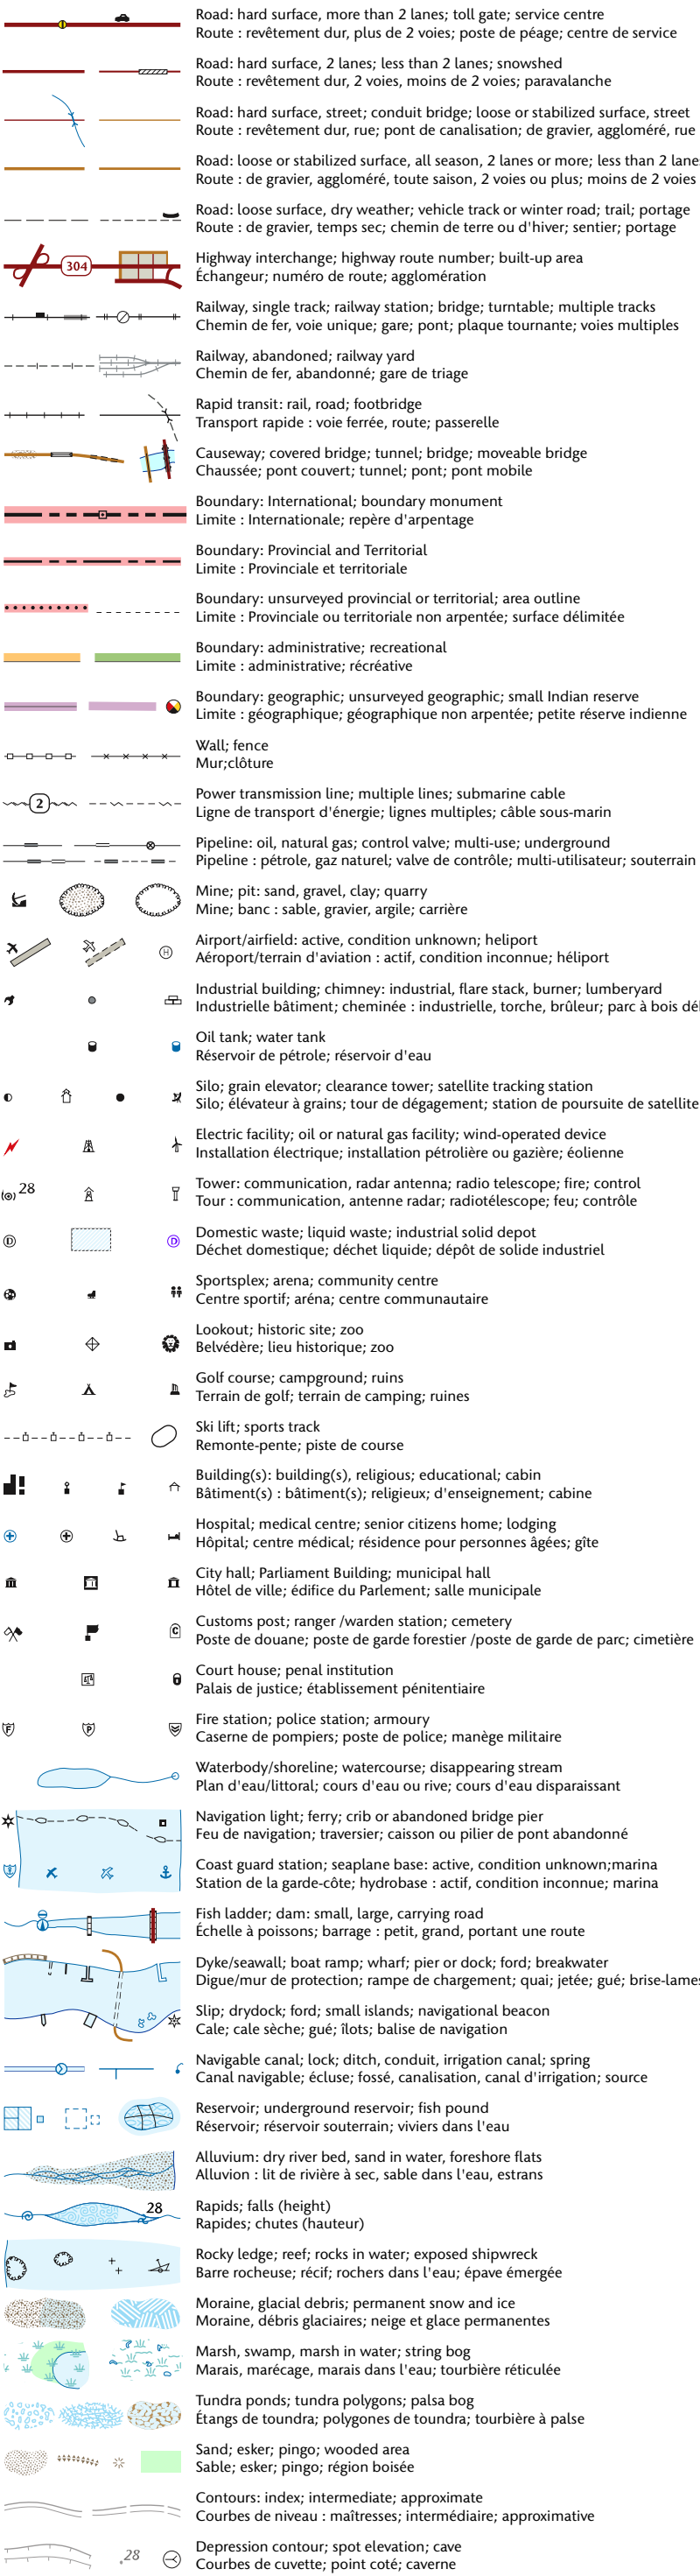 Road: hard surface, more than 2 lanes; toll gate; service centre
Route : revêtement dur, plus de 2 voies; poste de péage; centre de service
Road: hard surface, 2 lanes; less than 2 lanes; snowshed
Route : revêtement dur, 2 voies, moins de 2 voies; paravalanche
Road: hard surface, street; conduit bridge; loose or stabilized surface, street
Route : revêtement dur, rue; pont de canalisation; de gravier, aggloméré, rue
Road: loose or stabilized surface, all season, 2 lanes or more; less than 2 lane
Route : de gravier, aggloméré, toute saison, 2 voies ou plus; moins de 2 voies
Road: loose surface, dry weather; vehicle track or winter road; trail; portage
Route : de gravier, temps sec; chemin de terre ou d'hiver; sentier; portage
304
Highway interchange; highway route number; built-up area
Échangeur; numéro de route; agglomération
Railway, single track; railway station; bridge; turntable; multiple tracks
Chemin de fer, voie unique; gare; pont; plaque tournante; voies multiples
Railway, abandoned; railway yard
Chemin de fer, abandonné; gare de triage
Rapid transit: rail, road; footbridge
Transport rapide : voie ferrée, route; passerelle
Causeway; covered bridge; tunnel; bridge; moveable bridge
Chaussée; pont couvert; tunnel; pont; pont mobile
Boundary: International; boundary monument
Limite : Internationale; repère d'arpentage
Boundary: Provincial and Territorial
Limite : Provinciale et territoriale
Boundary: unsurveyed provincial or territorial; area outline
Limite : Provinciale ou territoriale non arpentée; surface délimitée
Boundary: administrative; recreational
Limite : administrative; récréative
Boundary: geographic; unsurveyed geographic; small Indian reserve
Limite : géographique; géographique non arpentée; petite réserve indienne
Wall; fence
Mur;clôture
2
Power transmission line; multiple lines; submarine cable
Ligne de transport d'énergie; lignes multiples; câble sous-marin
Pipeline: oil, natural gas; control valve; multi-use; underground
Pipeline : pétrole, gaz naturel; valve de contrôle; multi-utilisateur; souterrain
Mine; pit: sand, gravel, clay; quarry
Mine; banc : sable, gravier, argile; carrière
H
Airport/airfield: active, condition unknown; heliport
Aéroport/terrain d'aviation : actif, condition inconnue; héliport
Industrial building; chimney: industrial, flare stack, burner; lumberyard
Industrielle bâtiment; cheminée : industrielle, torche, brûleur; parc à bois dé
Oil tank; water tank
Réservoir de pétrole; réservoir d'eau
Silo; grain elevator; clearance tower; satellite tracking station
Silo; élévateur à grains; tour de dégagement; station de poursuite de satellite
Electric facility; oil or natural gas facility; wind-operated device
Installation électrique; installation pétrolière ou gazière; éolienne
28
Tower: communication, radar antenna; radio telescope; fire; control
Tour : communication, antenne radar; radiotélescope; feu; contrôle
D
D
Domestic waste; liquid waste; industrial solid depot
Déchet domestique; déchet liquide; dépôt de solide industriel
Sportsplex; arena; community centre
Centre sportif; aréna; centre communautaire
Lookout; historic site; zoo
Belvédère; lieu historique; zoo
Golf course; campground; ruins
Terrain de golf; terrain de camping; ruines
Ski lift; sports track
Remonte-pente; piste de course
Building(s): building(s), religious; educational; cabin
Bâtiment(s) : bâtiment(s); religieux; d'enseignement; cabine
Hospital; medical centre; senior citizens home; lodging
Hôpital; centre médical; résidence pour personnes âgées; gîte
City hall; Parliament Building; municipal hall
Hôtel de ville; édifice du Parlement; salle municipale
C
Customs post; ranger /warden station; cemetery
Poste de douane; poste de garde forestier /poste de garde de parc; cimetière
Court house; penal institution
Palais de justice; établissement pénitentiaire
F
P
Fire station; police station; armoury
Caserne de pompiers; poste de police; manège militaire
Waterbody/shoreline; watercourse; disappearing stream
Plan d'eau/littoral; cours d'eau ou rive; cours d'eau disparaissant
Navigation light; ferry; crib or abandoned bridge pier
Feu de navigation; traversier; caisson ou pilier de pont abandonné
Coast guard station; seaplane base: active, condition unknown;marina
Station de la garde-côte; hydrobase : actif, condition inconnue; marina
Fish ladder; dam: small, large, carrying road
Échelle à poissons; barrage : petit, grand, portant une route
Dyke/seawall; boat ramp; wharf; pier or dock; ford; breakwater
Digue/mur de protection; rampe de chargement; quai; jetée; gué; brise-lames
Slip; drydock; ford; small islands; navigational beacon
Cale; cale sèche; gué; îlots; balise de navigation
Navigable canal; lock; ditch, conduit, irrigation canal; spring
Canal navigable; écluse; fossé, canalisation, canal d'irrigation; source
Reservoir; underground reservoir; fish pound
Réservoir; réservoir souterrain; viviers dans l'eau
Alluvium: dry river bed, sand in water, foreshore flats
Alluvion : lit de rivière à sec, sable dans l'eau, estrans
28
Rapids; falls (height)
Rapides; chutes (hauteur)
Rocky ledge; reef; rocks in water; exposed shipwreck
Barre rocheuse; récif; rochers dans l'eau; épave émergée
Moraine, glacial debris; permanent snow and ice
Moraine, débris glaciaires; neige et glace permanentes
Marsh, swamp, marsh in water; string bog
Marais, marécage, marais dans l'eau; tourbière réticulée
Tundra ponds; tundra polygons; palsa bog
Étangs de toundra; polygones de toundra; tourbière à palse
Sand; esker; pingo; wooded area
Sable; esker; pingo; région boisée
Contours: index; intermediate; approximate
Courbes de niveau : maîtresses; intermédiaire; approximative
.28
Depression contour; spot elevation; cave
Courbes de cuvette; point coté; caverne